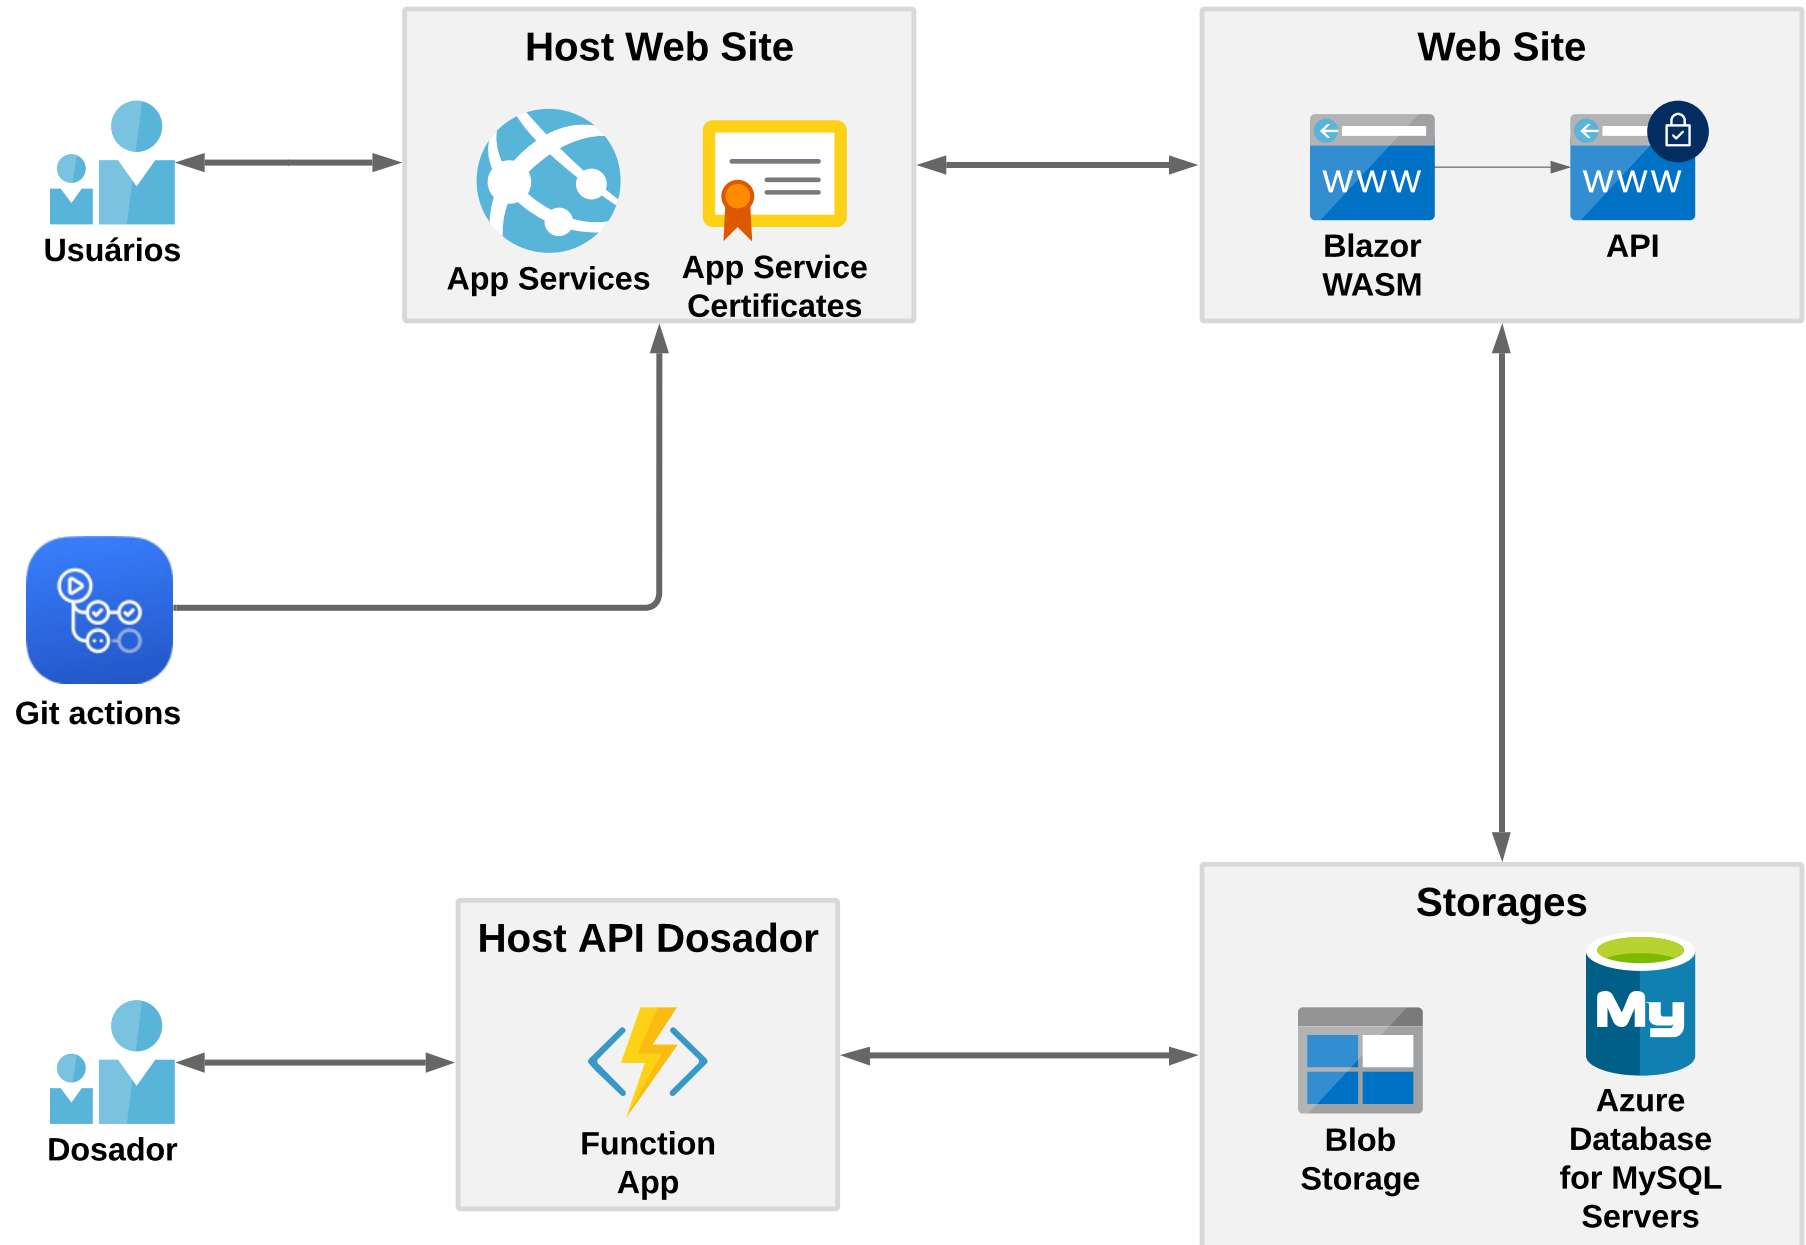 Host Web Site
Web Site
Usuários
App Services
App Service
Certificates
www
Blazor
WASM
www
API
Git actions
Host API Dosador
Dosador
Function
App
Storages
Blob
Storage
My
Azure
Database
for MySQL
Servers